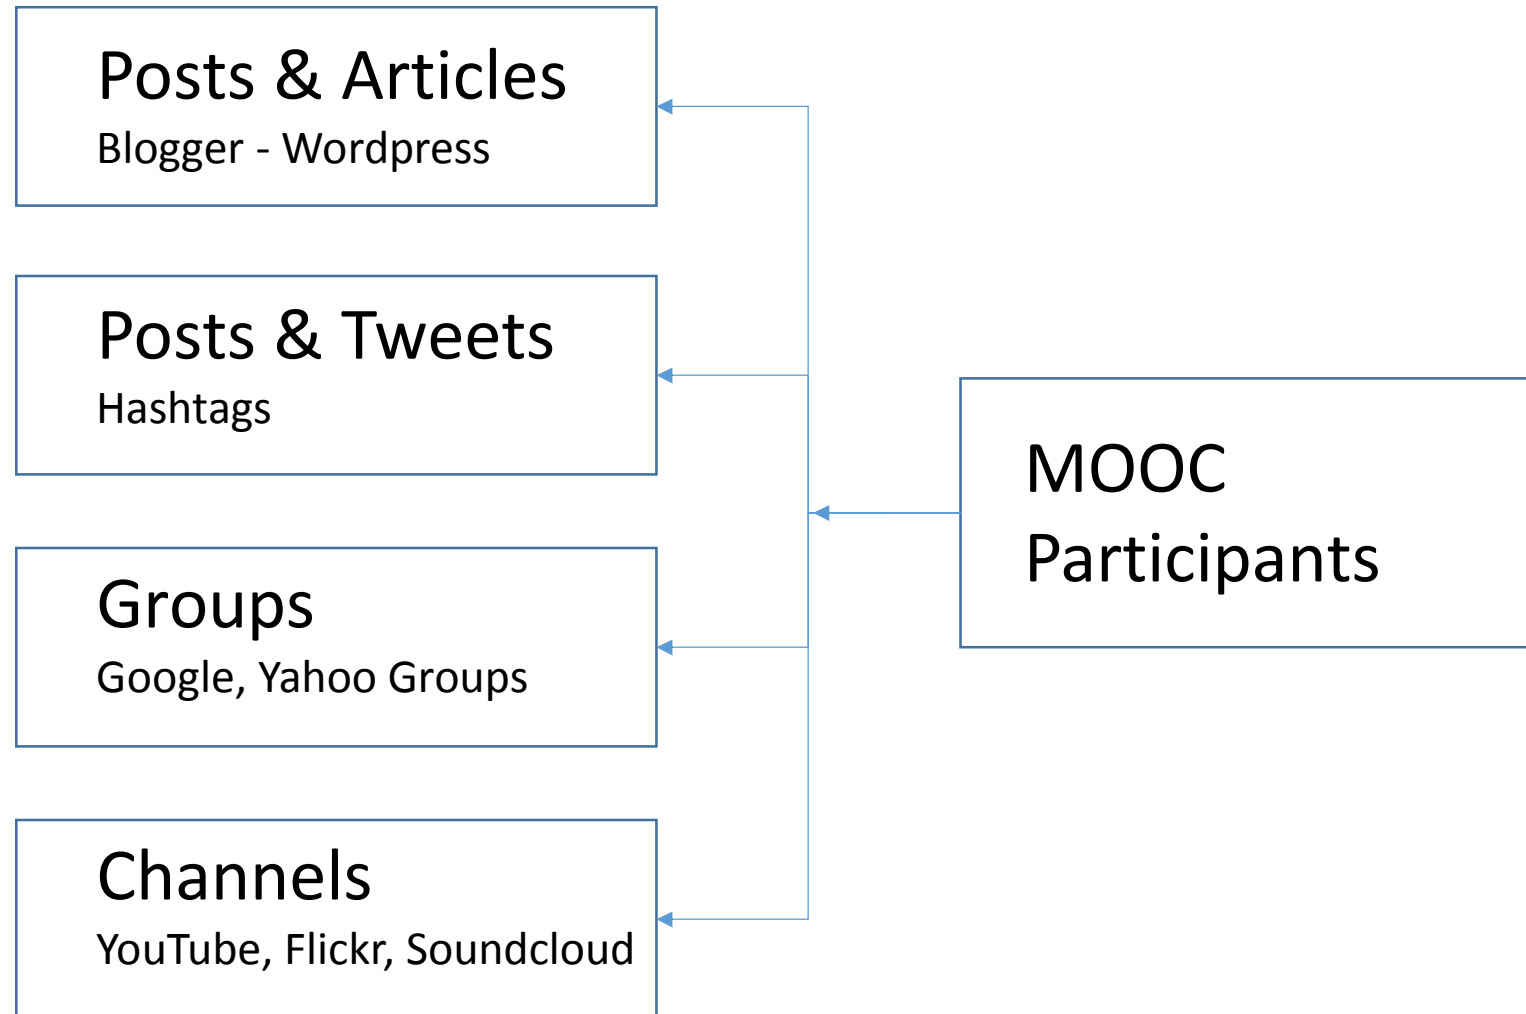 Posts & Articles
Blogger - Wordpress
Posts & Tweets
Hashtags
Groups
Google, Yahoo Groups
Channels
YouTube, Flickr, Soundcloud
MOOC
Participants